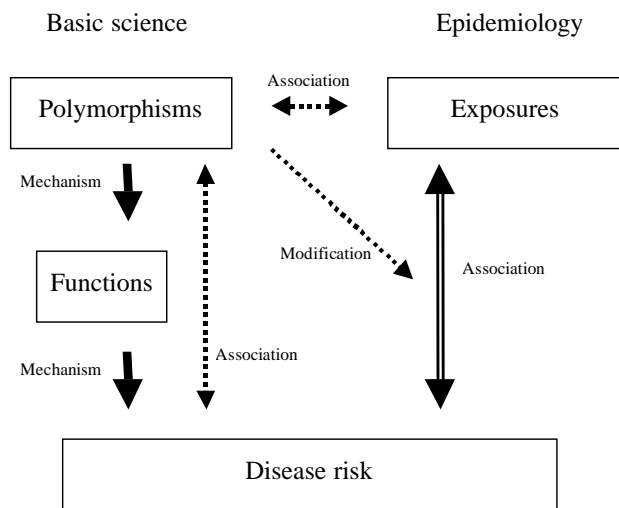 Basic science
Epidemiology
Association
Polymorphisms
Exposures
Mechanism
Modification
Association
Functions
Mechanism
Association
Disease risk